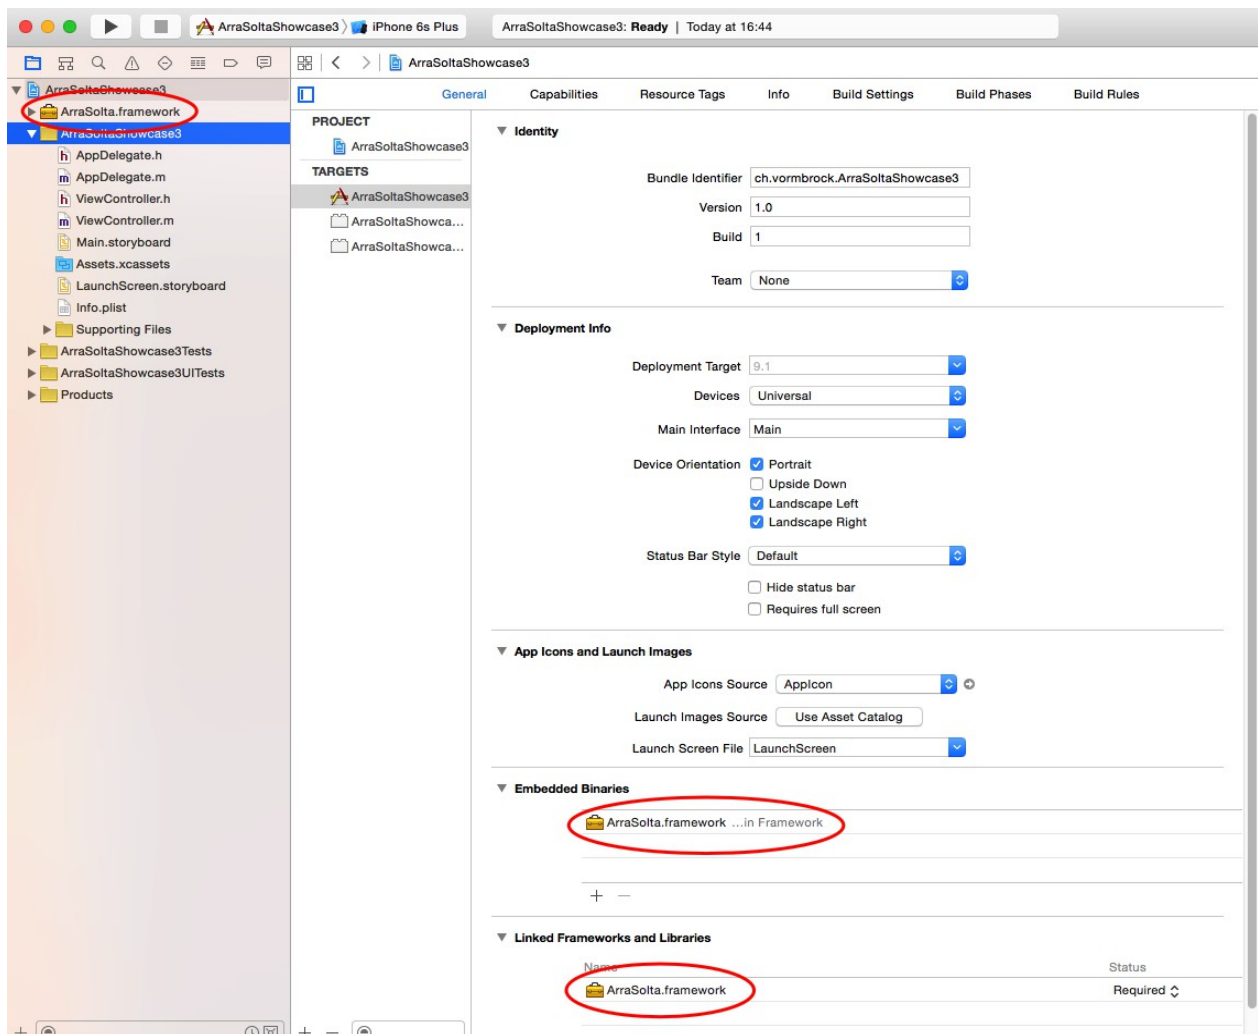 ArraSoltaShowcase3 〉 iPhone 6s Plus
ArraSoltaShowcase3: Ready | Today at 16:44
ArraSoltaShowcase3
ArraSolta.framework
ArraSoltaShowcase3
AppDelegate.h
AppDelegate.m
ViewController.h
ViewController.m
Main.storyboard
Assets.xcassets
LaunchScreen.storyboard
Info.plist
Supporting Files
ArraSoltaShowcase3Tests
ArraSoltaShowcase3UITests
Products
ArraSoltaShowcase3
General Capabilities Resource Tags Info Build Settings Build Phases Build Rules
PROJECT
ArraSoltaShowcase3
TARGETS
ArraSoltaShowcase3
ArraSoltaShowca...
ArraSoltaShowca...
Identity
Bundle Identifier ch.vormbrock.ArraSoltaShowcase3
Version 1.0
Build 1
Team None
Deployment Info
Deployment Target 9.1
Devices Universal
Main Interface Main
Device Orientation Portrait
Upside Down
Landscape Left
Landscape Right
Status Bar Style Default
Hide status bar
Requires full screen
App Icons and Launch Images
App Icons Source AppIcon
Launch Images Source Use Asset Catalog
Launch Screen File LaunchScreen
Embedded Binaries
ArraSolta.framework ...in Framework
Linked Frameworks and Libraries
Name Status
ArraSolta.framework Required